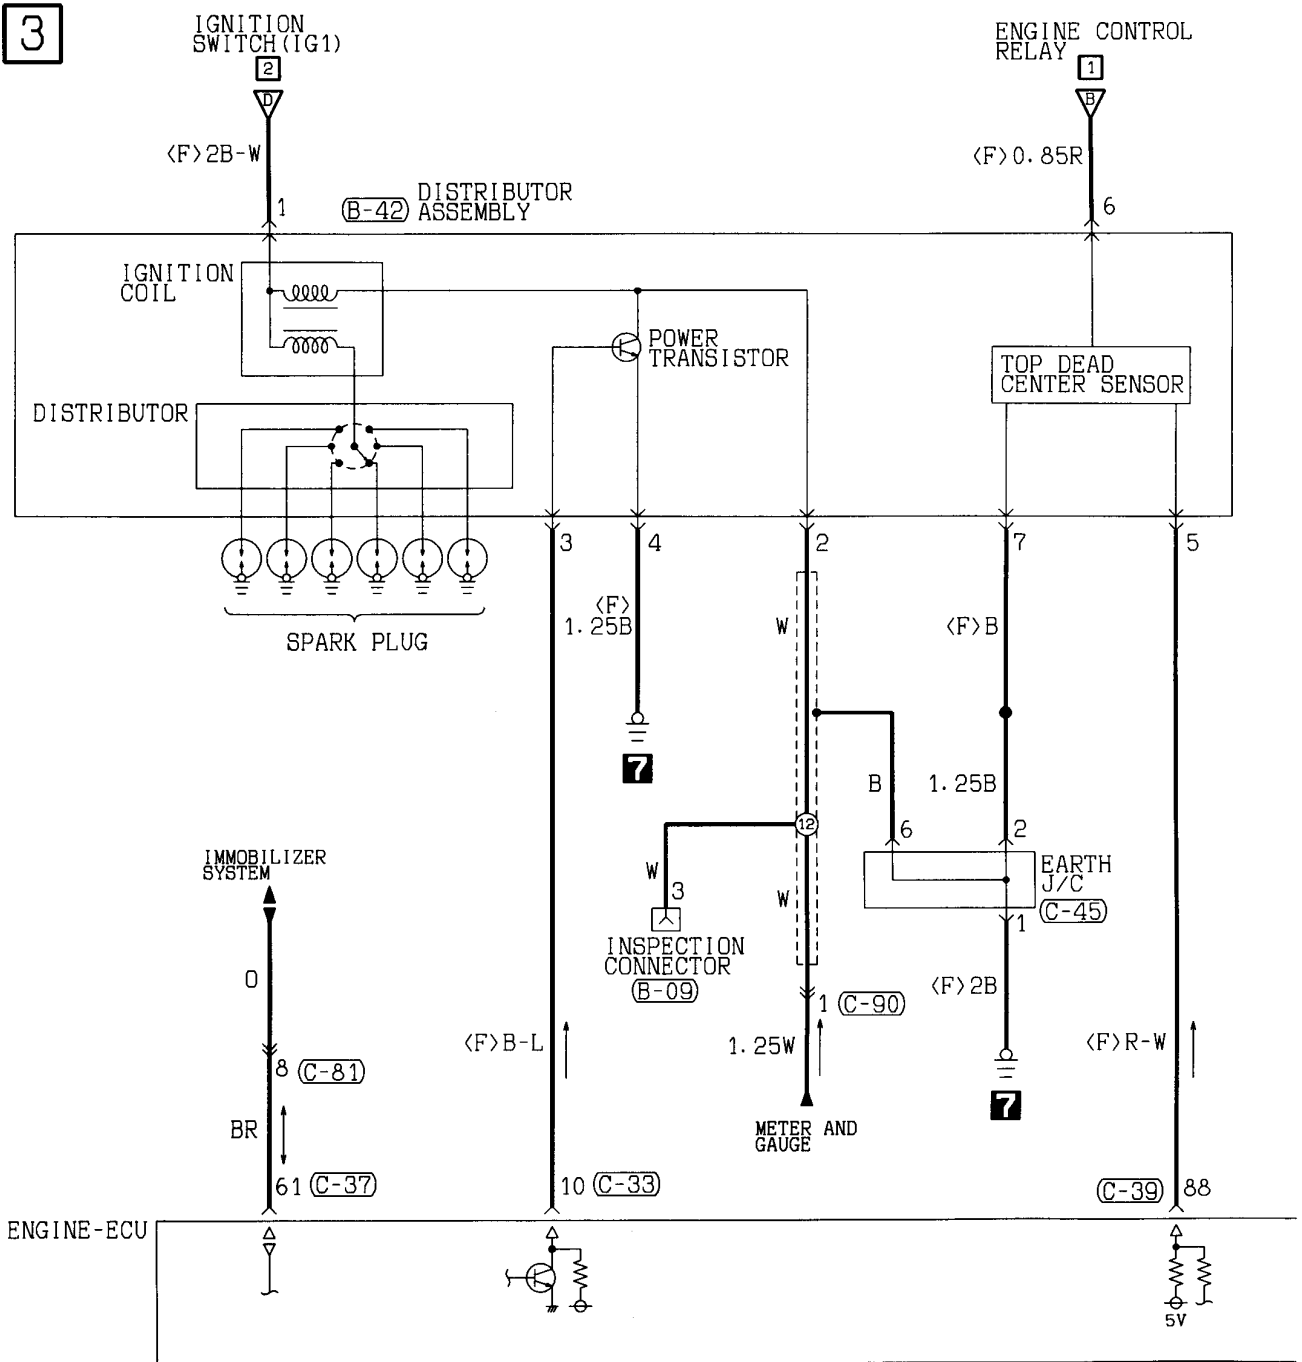 3
IGNITION
SWITCH(IG1)
2
D
ENGINE CONTROL
RELAY
1
B
<F>2B-W
<F>0.85R
1
B-42
DISTRIBUTOR
ASSEMBLY
6
IGNITION
COIL
POWER
TRANSISTOR
TOP DEAD
CENTER SENSOR
DISTRIBUTOR
3
4
2
7
5
<F>
1.25B
W
<F>B
SPARK PLUG
7
B
1.25B
12
6
2
IMMOBILIZER
SYSTEM
W
3
W
EARTH
J/C
C-45
1
INSPECTION
CONNECTOR
B-09
O
<F>2B
1
C-90
<F>B-L
1.25W
<F>R-W
8
C-81
7
BR
METER AND
GAUGE
61
C-37
10
C-33
C-39
88
ENGINE-ECU
5V